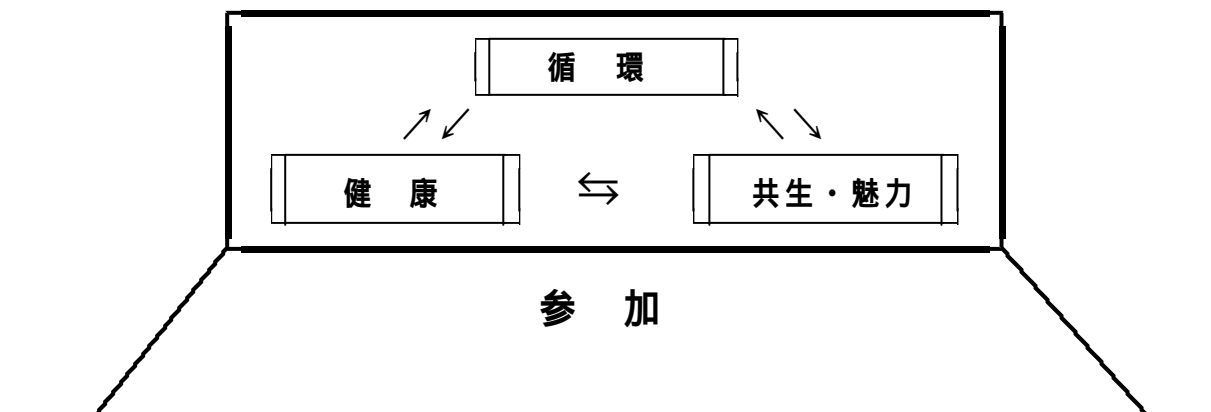 循 環
健 康
共生・魅力
参 加